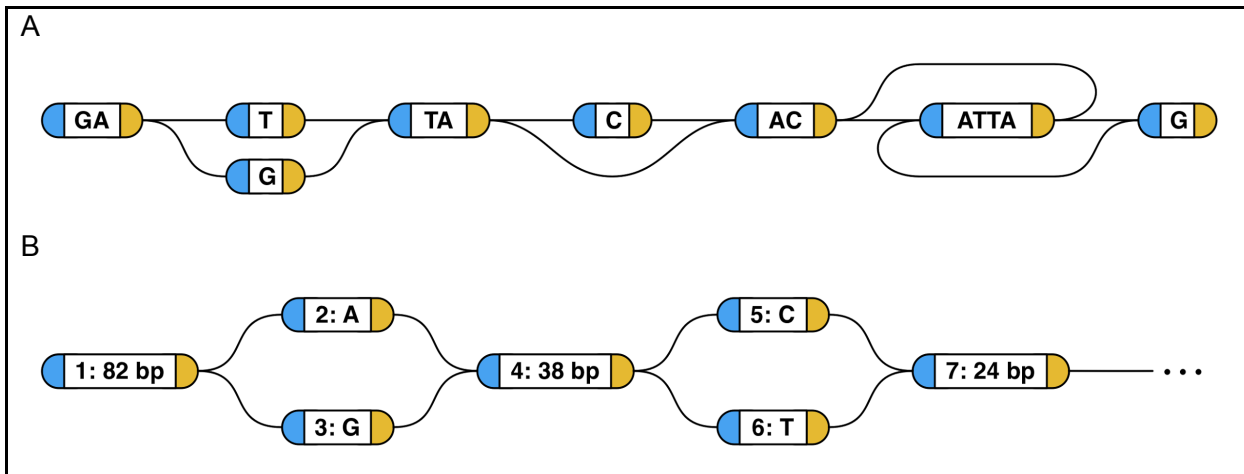 A
GA T TA C AC ATTA G
G
B
2: A 5: C
1: 82 bp 4: 38 bp 7: 24 bp ...
3: G 6: T